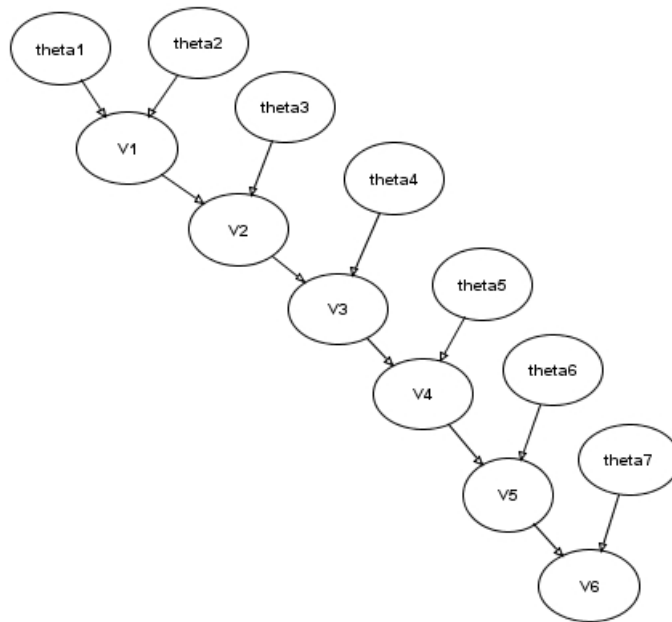 theta1
theta2
theta3
V1
theta4
V2
theta5
V3
theta6
V4
theta7
V5
V6